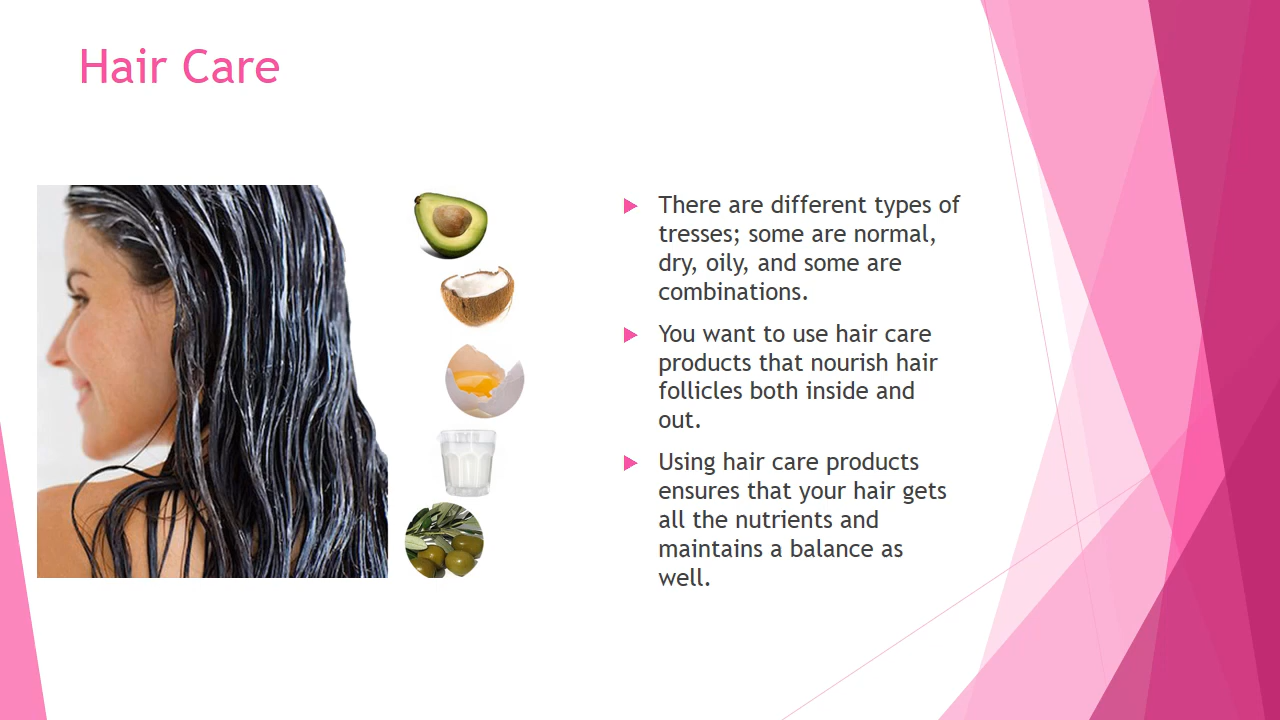 Hair Care
There are different types of
tresses; some are normal,
dry, oily, and some are
combinations.
You want to use hair care
products that nourish hair
follicles both inside and
out.
Using hair care products
ensures that your hair gets
all the nutrients and
maintains a balance as
well.